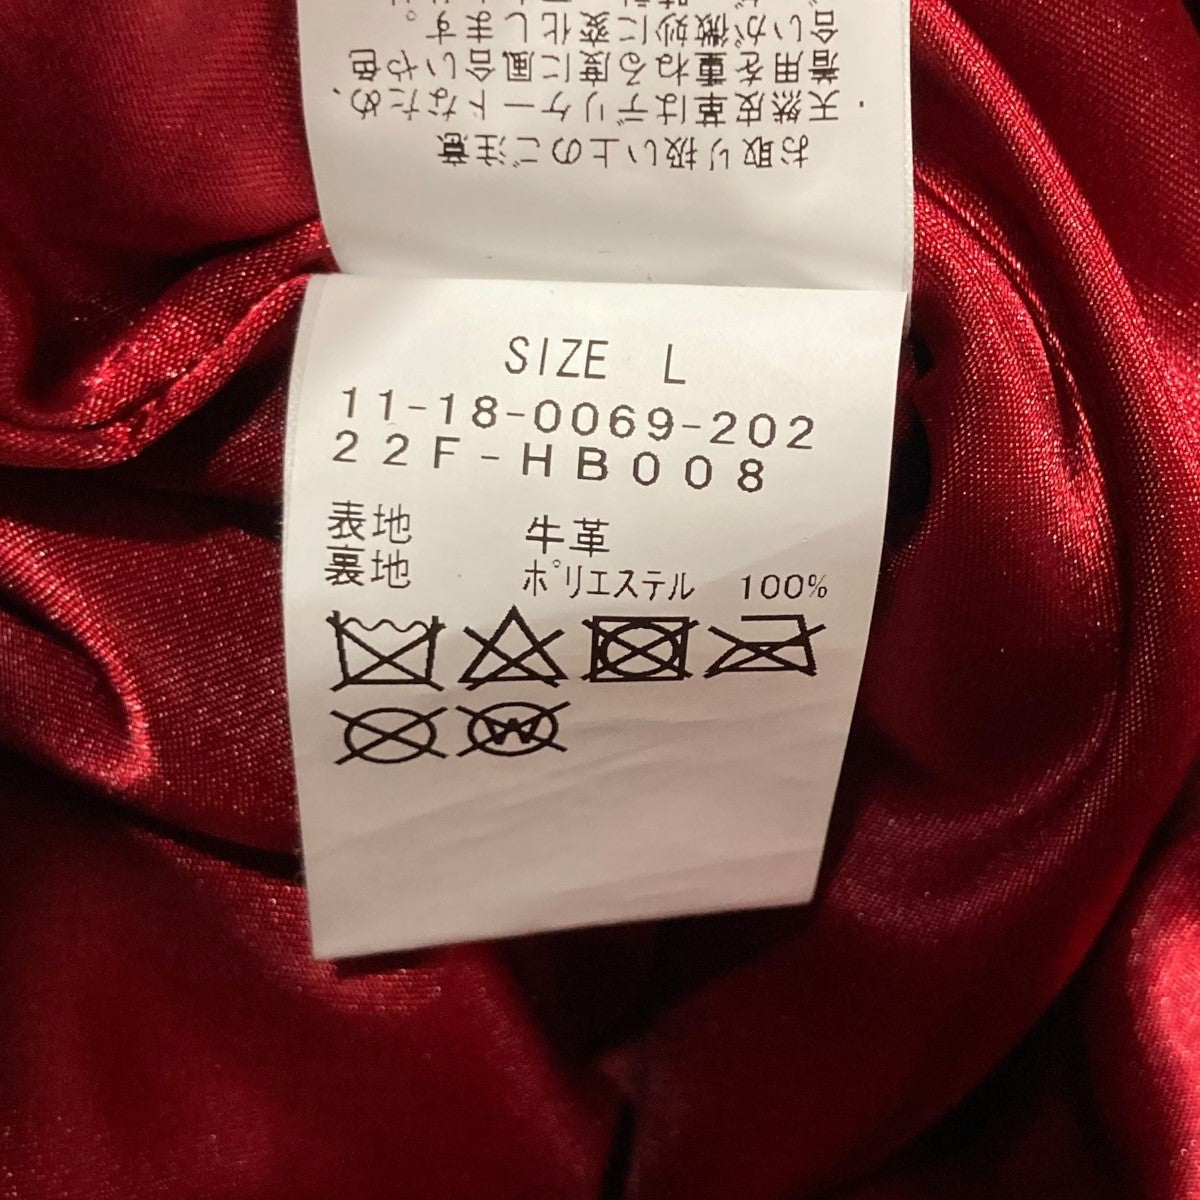 お取り扱い上のご注意
・天然皮革はデリケートなため、
着用を重ねる度に風合いや色
合いが微妙に変化します。
SIZE L
11-18-0069-202
22F-HB008
表地 牛革
裏地 ポリエステル 100%
W